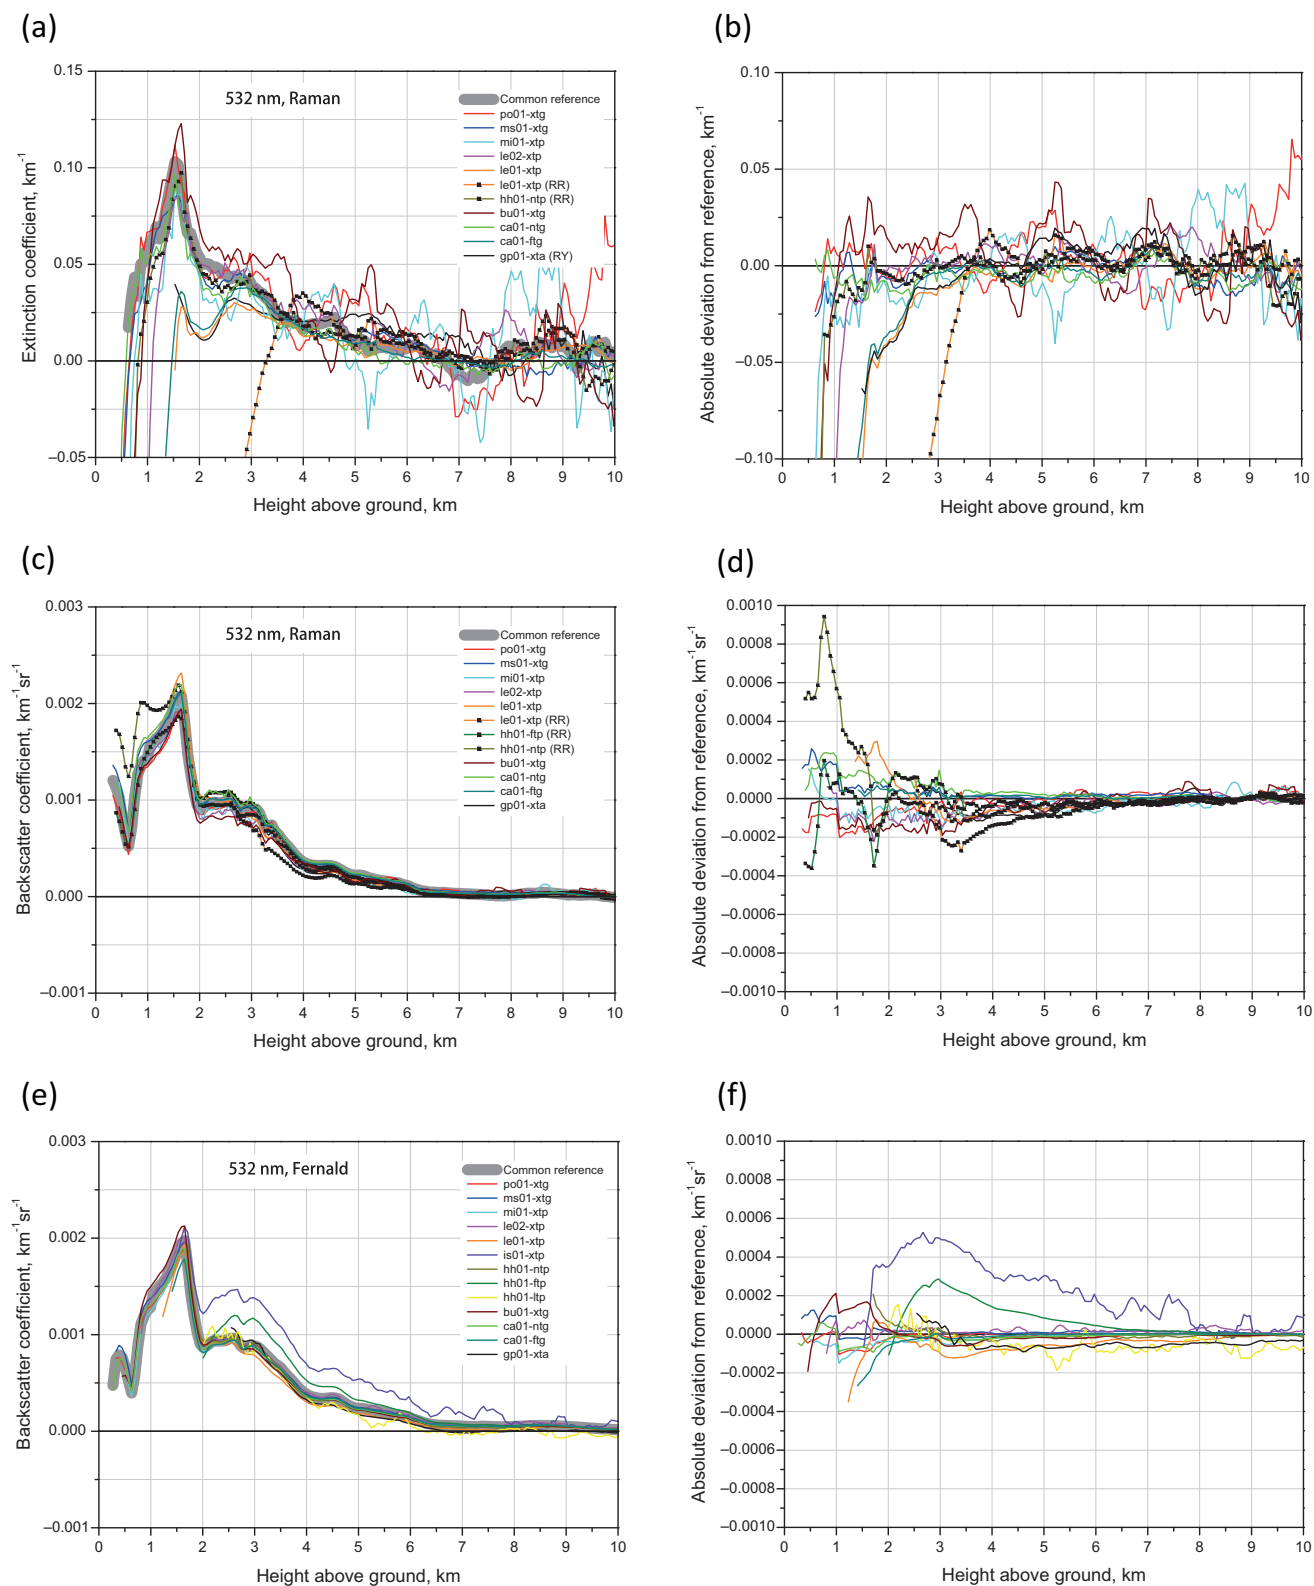 (a)
532 nm, Raman
Extinction coefficient, km-1
0.15
0.10
0.05
0.00
–0.05
Common reference
po01-xtg
ms01-xtg
mi01-xtp
le02-xtp
le01-xtp
le01-xtp (RR)
hh01-ntp (RR)
bu01-xtg
ca01-ntg
ca01-ftg
gp01-xta (RY)
0 1 2 3 4 5 6 7 8 9 10
Height above ground, km
(b)
Absolute deviation from reference, km-1
0.10
0.05
0.00
–0.05
–0.10
0 1 2 3 4 5 6 7 8 9 10
Height above ground, km
(c)
532 nm, Raman
Backscatter coefficient, km-1sr-1
0.003
0.002
0.001
0.000
–0.001
Common reference
po01-xtg
ms01-xtg
mi01-xtp
le02-xtp
le01-xtp
le01-xtp (RR)
hh01-ftp (RR)
hh01-ntp (RR)
bu01-xtg
ca01-ntg
ca01-ftg
gp01-xta
0 1 2 3 4 5 6 7 8 9 10
Height above ground, km
(d)
Absolute deviation from reference, km-1sr-1
0.0010
0.0008
0.0006
0.0004
0.0002
0.0000
–0.0002
–0.0004
–0.0006
–0.0008
–0.0010
0 1 2 3 4 5 6 7 8 9 10
Height above ground, km
(e)
532 nm, Fernald
Backscatter coefficient, km-1sr-1
0.003
0.002
0.001
0.000
–0.001
Common reference
po01-xtg
ms01-xtg
mi01-xtp
le02-xtp
le01-xtp
is01-xtp
hh01-ntp
hh01-ftp
hh01-ltp
bu01-xtg
ca01-ntg
ca01-ftg
gp01-xta
0 1 2 3 4 5 6 7 8 9 10
Height above ground, km
(f)
Absolute deviation from reference, km-1sr-1
0.0010
0.0008
0.0006
0.0004
0.0002
0.0000
–0.0002
–0.0004
–0.0006
–0.0008
–0.0010
0 1 2 3 4 5 6 7 8 9 10
Height above ground, km